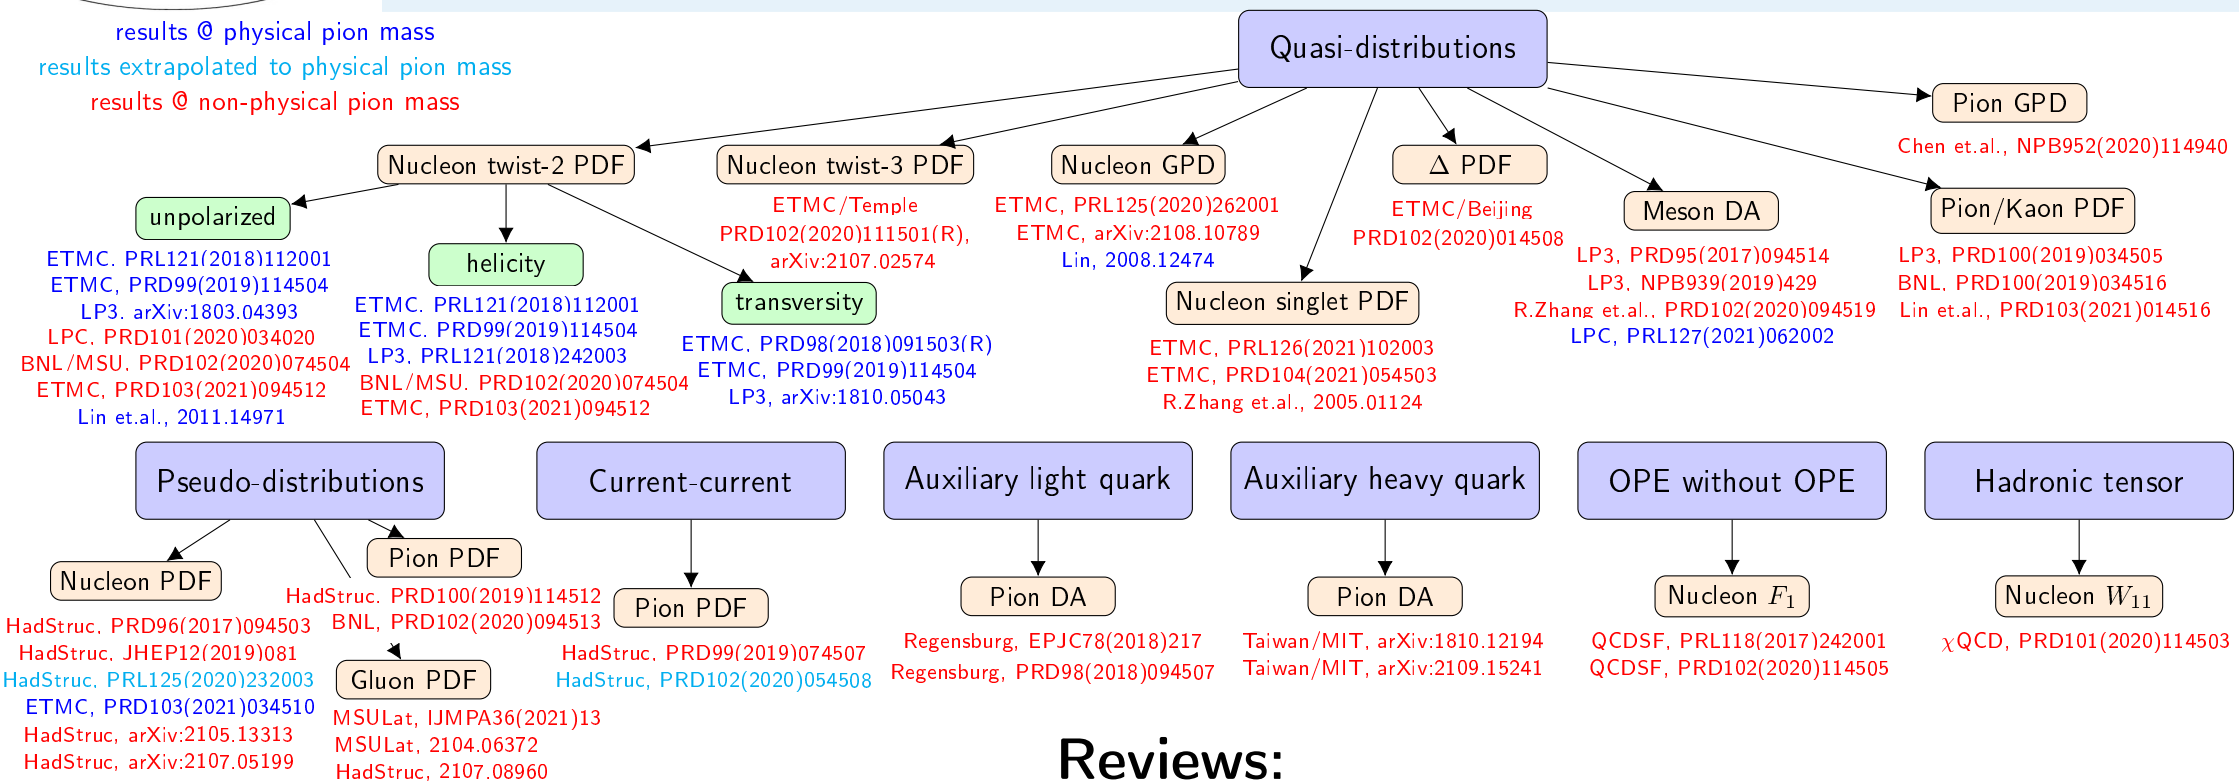 results @ physical pion mass
results extrapolated to physical pion mass
results @ non-physical pion mass
Quasi-distributions
Pion GPD
Chen et.al., NPB952(2020)114940
Nucleon twist-2 PDF
Nucleon twist-3 PDF
ETMC/Temple
PRD102(2020)111501(R),
arXiv:2107.02574
Nucleon GPD
ETMC, PRL125(2020)262001
ETMC, arXiv:2108.10789
Lin, 2008.12474
Δ PDF
ETMC/Beijing
PRD102(2020)014508
Meson DA
LP3, PRD95(2017)094514
LP3, NPB939(2019)429
R.Zhang et.al., PRD102(2020)094519
LPC, PRL127(2021)062002
Pion/Kaon PDF
LP3, PRD100(2019)034505
BNL, PRD100(2019)034516
Lin et.al., PRD103(2021)014516
unpolarized
ETMC, PRL121(2018)112001
ETMC, PRD99(2019)114504
LP3, arXiv:1803.04393
LPC, PRD101(2020)034020
BNL/MSU, PRD102(2020)074504
ETMC, PRD103(2021)094512
Lin et.al., 2011.14971
helicity
ETMC, PRL121(2018)112001
ETMC, PRD99(2019)114504
LP3, PRL121(2018)242003
BNL/MSU, PRD102(2020)074504
ETMC, PRD103(2021)094512
transversity
ETMC, PRD98(2018)091503(R)
ETMC, PRD99(2019)114504
LP3, arXiv:1810.05043
Nucleon singlet PDF
ETMC, PRL126(2021)102003
ETMC, PRD104(2021)054503
R.Zhang et.al., 2005.01124
Pseudo-distributions
Nucleon PDF
HadStruc, PRD96(2017)094503
HadStruc, JHEP12(2019)081
HadStruc, PRL125(2020)232003
ETMC, PRD103(2021)034510
HadStruc, arXiv:2105.13313
HadStruc, arXiv:2107.05199
Pion PDF
HadStruc, PRD100(2019)114512
BNL, PRD102(2020)094513
Gluon PDF
MSULat, IJMPA36(2021)13
MSULat, 2104.06372
HadStruc, 2107.08960
Current-current
Pion PDF
HadStruc, PRD99(2019)074507
HadStruc, PRD102(2020)054508
Auxiliary light quark
Pion DA
Regensburg, EPJC78(2018)217
Regensburg, PRD98(2018)094507
Auxiliary heavy quark
Pion DA
Taiwan/MIT, arXiv:1810.12194
Taiwan/MIT, arXiv:2109.15241
OPE without OPE
Nucleon F₁
QCDSF, PRL118(2017)242001
QCDSF, PRD102(2020)114505
Hadronic tensor
Nucleon W₁₁
χQCD, PRD101(2020)114503
Reviews: